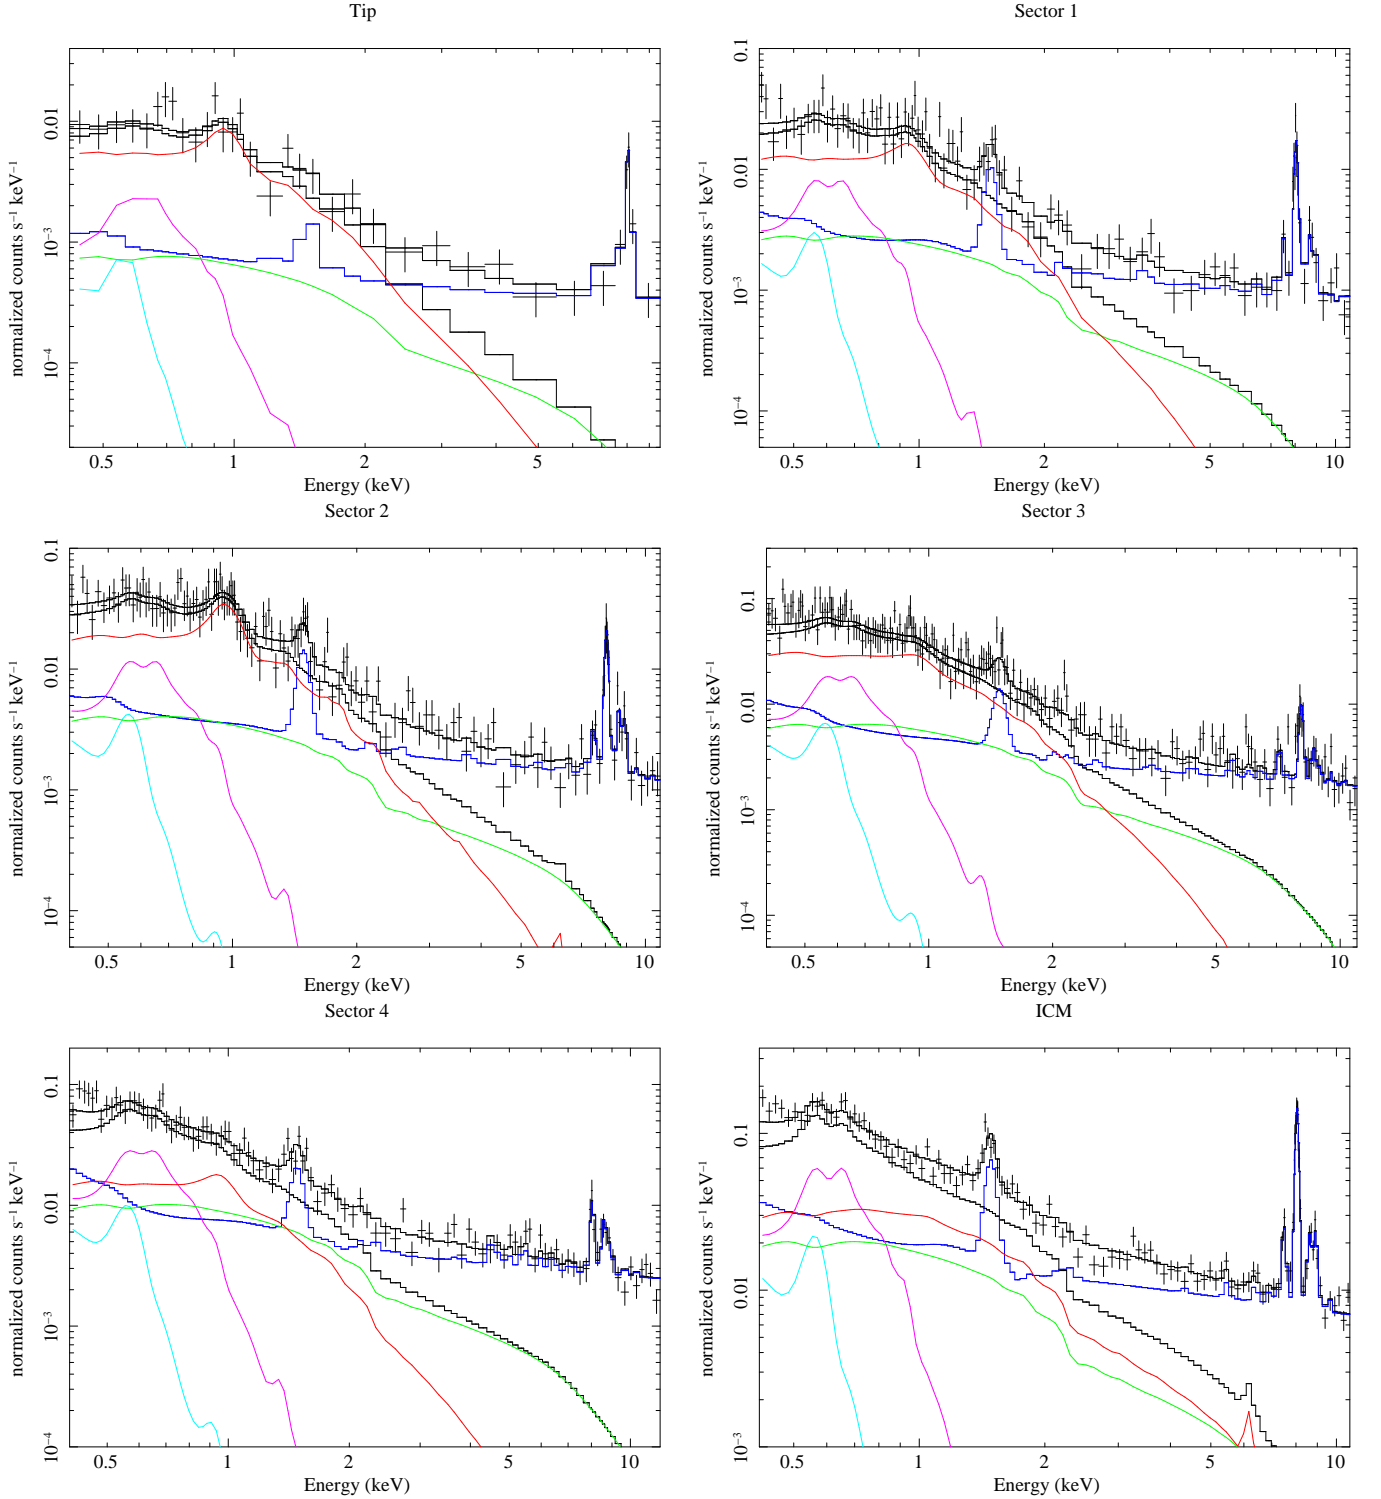 Tip
normalized counts s⁻¹ keV⁻¹
0.01
10⁻³
10⁻⁴
0.5 1 2 5
Energy (keV)
Sector 1
normalized counts s⁻¹ keV⁻¹
0.1
0.01
10⁻³
10⁻⁴
0.5 1 2 5 10
Energy (keV)
Sector 2
normalized counts s⁻¹ keV⁻¹
0.1
0.01
10⁻³
10⁻⁴
0.5 1 2 5 10
Energy (keV)
Sector 3
normalized counts s⁻¹ keV⁻¹
0.1
0.01
10⁻³
10⁻⁴
0.5 1 2 5 10
Energy (keV)
Sector 4
normalized counts s⁻¹ keV⁻¹
0.1
0.01
10⁻³
10⁻⁴
0.5 1 2 5 10
Energy (keV)
ICM
normalized counts s⁻¹ keV⁻¹
0.1
0.01
10⁻³
0.5 1 2 5 10
Energy (keV)